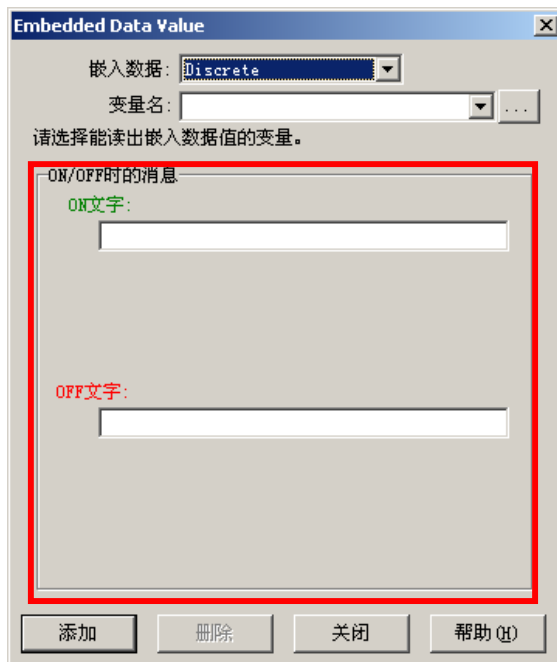 Embedded Data Value
嵌入数据: Discrete
变量名: ...
请选择能读出嵌入数据值的变量。
ON/OFF时的消息
ON文字:
OFF文字:
添加 删除 关闭 帮助(H)